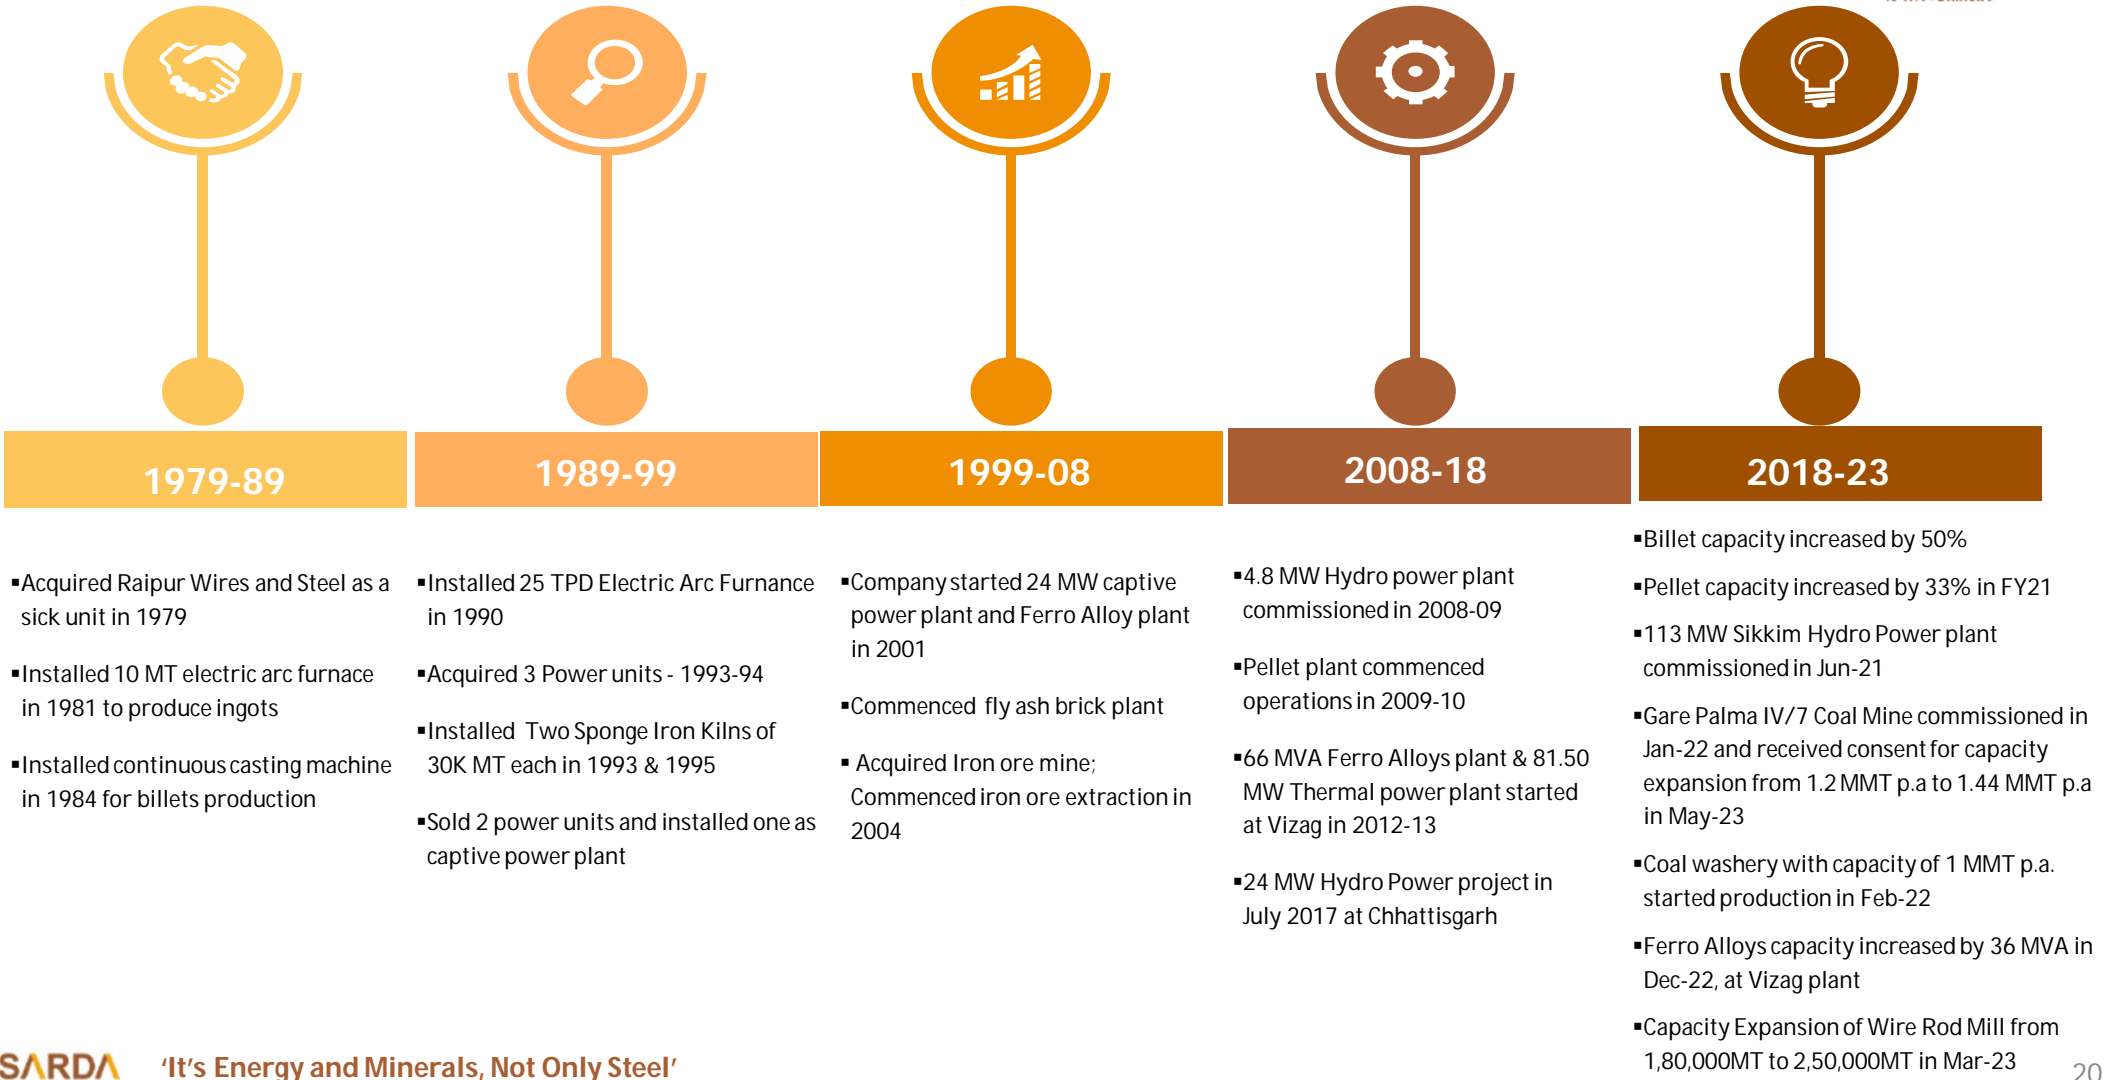 1979-89
▪Acquired Raipur Wires and Steel as a
sick unit in 1979
▪Installed 10 MT electric arc furnace
in 1981 to produce ingots
▪Installed continuous casting machine
in 1984 for billets production
1989-99
▪Installed 25 TPD Electric Arc Furnance
in 1990
▪Acquired 3 Power units - 1993-94
▪Installed Two Sponge Iron Kilns of
30K MT each in 1993 & 1995
▪Sold 2 power units and installed one as
captive power plant
1999-08
▪Company started 24 MW captive
power plant and Ferro Alloy plant
in 2001
▪Commenced fly ash brick plant
▪ Acquired Iron ore mine;
Commenced iron ore extraction in
2004
2008-18
▪4.8 MW Hydro power plant
commissioned in 2008-09
▪Pellet plant commenced
operations in 2009-10
▪66 MVA Ferro Alloys plant & 81.50
MW Thermal power plant started
at Vizag in 2012-13
▪24 MW Hydro Power project in
July 2017 at Chhattisgarh
2018-23
▪Billet capacity increased by 50%
▪Pellet capacity increased by 33% in FY21
▪113 MW Sikkim Hydro Power plant
commissioned in Jun-21
▪Gare Palma IV/7 Coal Mine commissioned in
Jan-22 and received consent for capacity
expansion from 1.2 MMT p.a to 1.44 MMT p.a
in May-23
▪Coal washery with capacity of 1 MMT p.a.
started production in Feb-22
▪Ferro Alloys capacity increased by 36 MVA in
Dec-22, at Vizag plant
▪Capacity Expansion of Wire Rod Mill from
1,80,000MT to 2,50,000MT in Mar-23
SARDA
‘It’s Energy and Minerals, Not Only Steel’
20